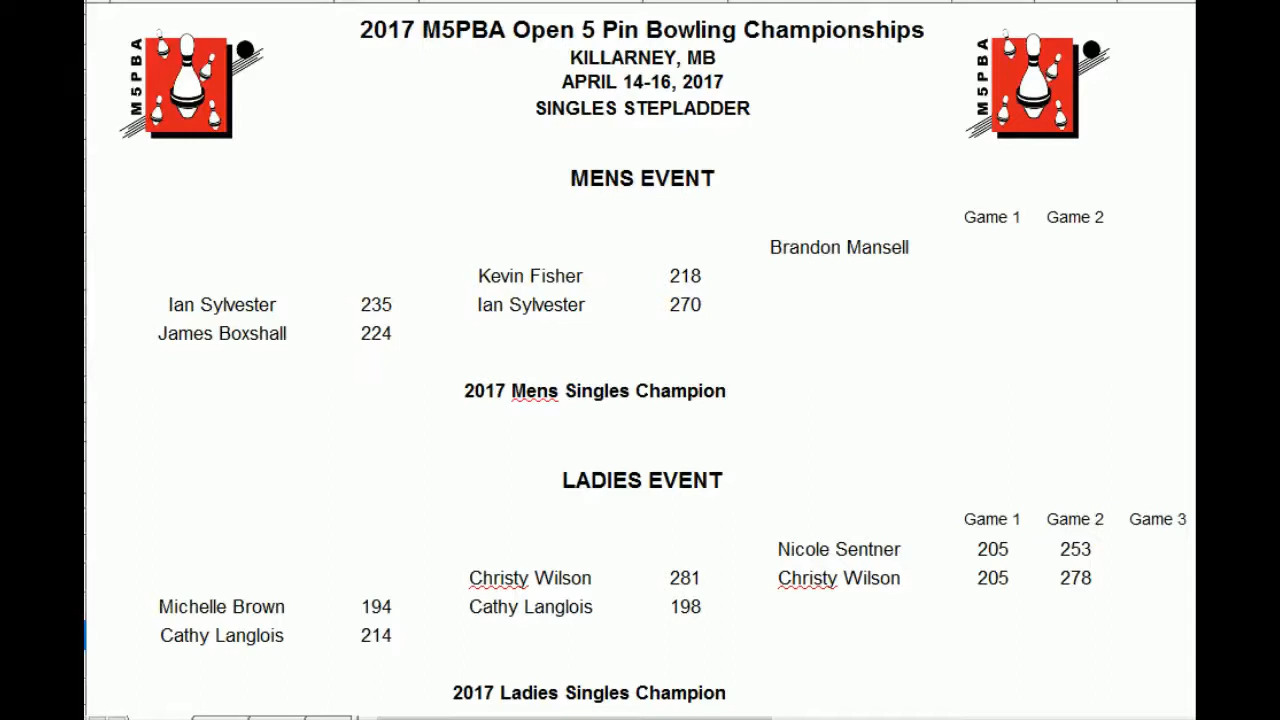 2017 M5PBA Open 5 Pin Bowling Championships
KILLARNEY, MB
APRIL 14-16, 2017
SINGLES STEPLADDER
M5PBA
M5PBA
MENS EVENT
Game 1 Game 2
Brandon Mansell
Kevin Fisher 218
Ian Sylvester 235 Ian Sylvester 270
James Boxshall 224
2017 Mens Singles Champion
LADIES EVENT
Game 1 Game 2 Game 3
Nicole Sentner 205 253
Christy Wilson 281 Christy Wilson 205 278
Michelle Brown 194 Cathy Langlois 198
Cathy Langlois 214
2017 Ladies Singles Champion